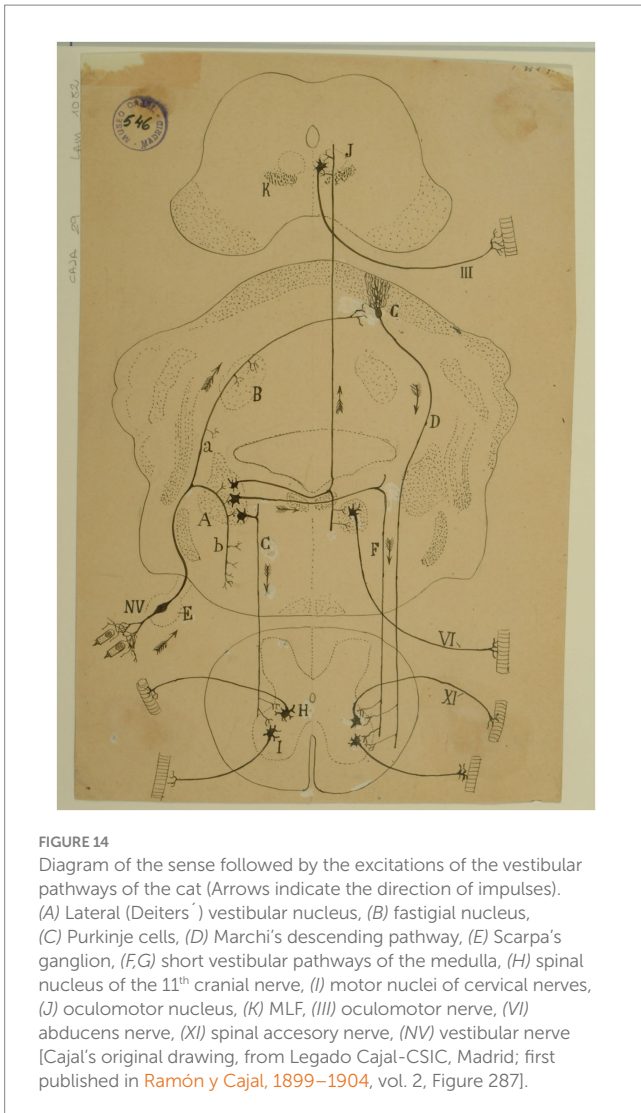 MUSEO CAJAL
MADRID
546
CAJA 29
J
K
III
C
B
D
a
A
b
C
F
NV
E
VI
XI
H
I
FIGURE 14
Diagram of the sense followed by the excitations of the vestibular
pathways of the cat (Arrows indicate the direction of impulses).
(A) Lateral (Deiters´) vestibular nucleus, (B) fastigial nucleus,
(C) Purkinje cells, (D) Marchi’s descending pathway, (E) Scarpa’s
ganglion, (F,G) short vestibular pathways of the medulla, (H) spinal
nucleus of the 11th cranial nerve, (I) motor nuclei of cervical nerves,
(J) oculomotor nucleus, (K) MLF, (III) oculomotor nerve, (VI)
abducens nerve, (XI) spinal accesory nerve, (NV) vestibular nerve
[Cajal’s original drawing, from Legado Cajal-CSIC, Madrid; first
published in Ramón y Cajal, 1899–1904, vol. 2, Figure 287].